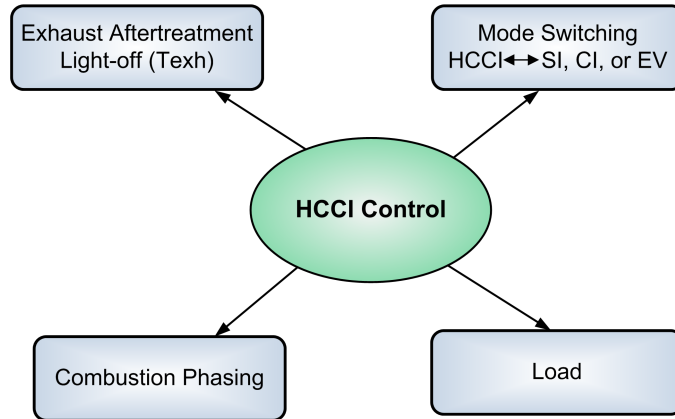 Exhaust Aftertreatment
Light-off (Texh)
Mode Switching
HCCI↔SI, CI, or EV
HCCI Control
Combustion Phasing
Load